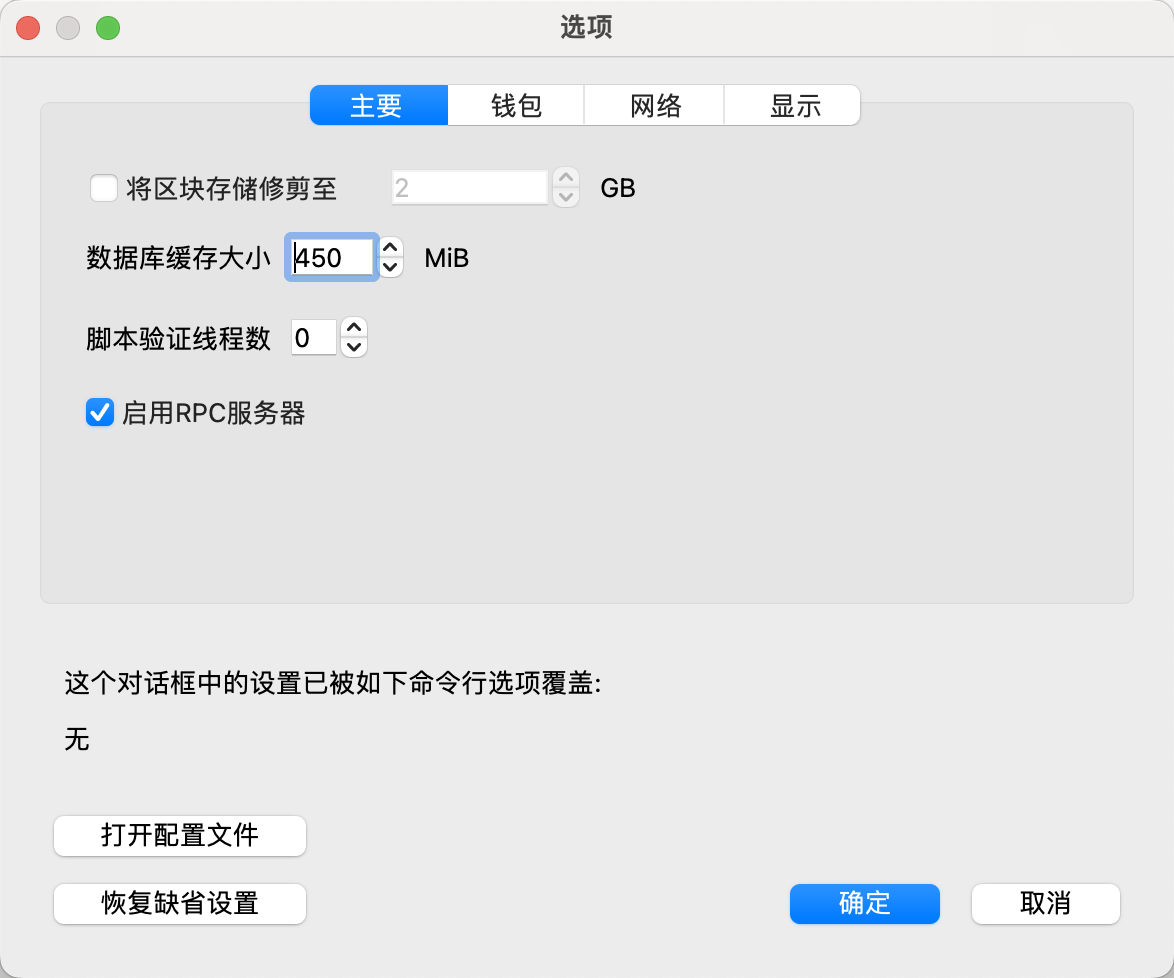 选项
主要 钱包 网络 显示
将区块存储修剪至 2 GB
数据库缓存大小 450 MiB
脚本验证线程数 0
启用RPC服务器
这个对话框中的设置已被如下命令行选项覆盖:
无
打开配置文件
恢复缺省设置 确定 取消